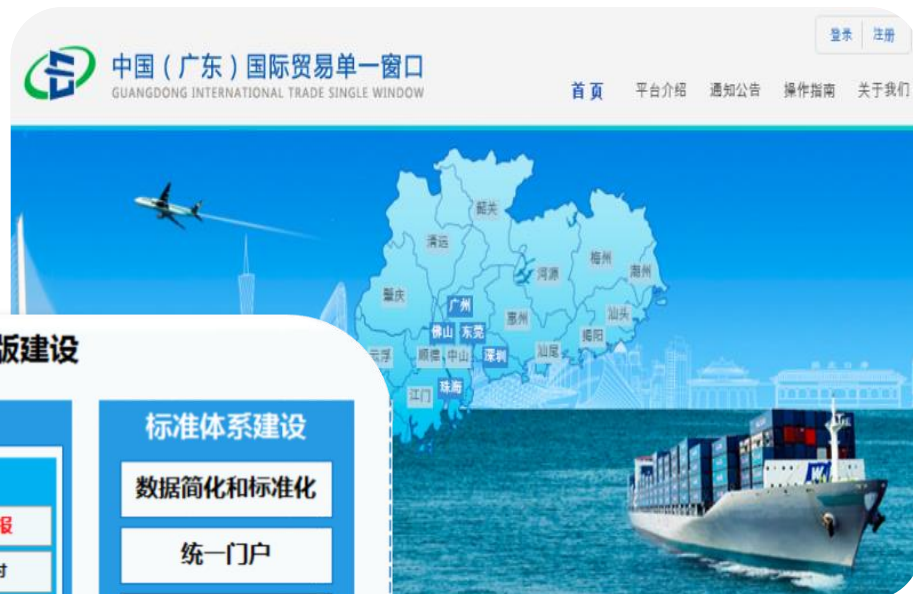 登录 注册
中国（广东）国际贸易单一窗口
GUANGDONG INTERNATIONAL TRADE SINGLE WINDOW
首页 平台介绍 通知公告 操作指南 关于我们
韶关
清远
梅州
河源
潮州
肇庆
广州
惠州
汕头
揭阳
佛山 东莞
云浮 顺德 中山 深圳 汕尾
江门 珠海
版建设
标准体系建设
数据简化和标准化
报
统一门户
付